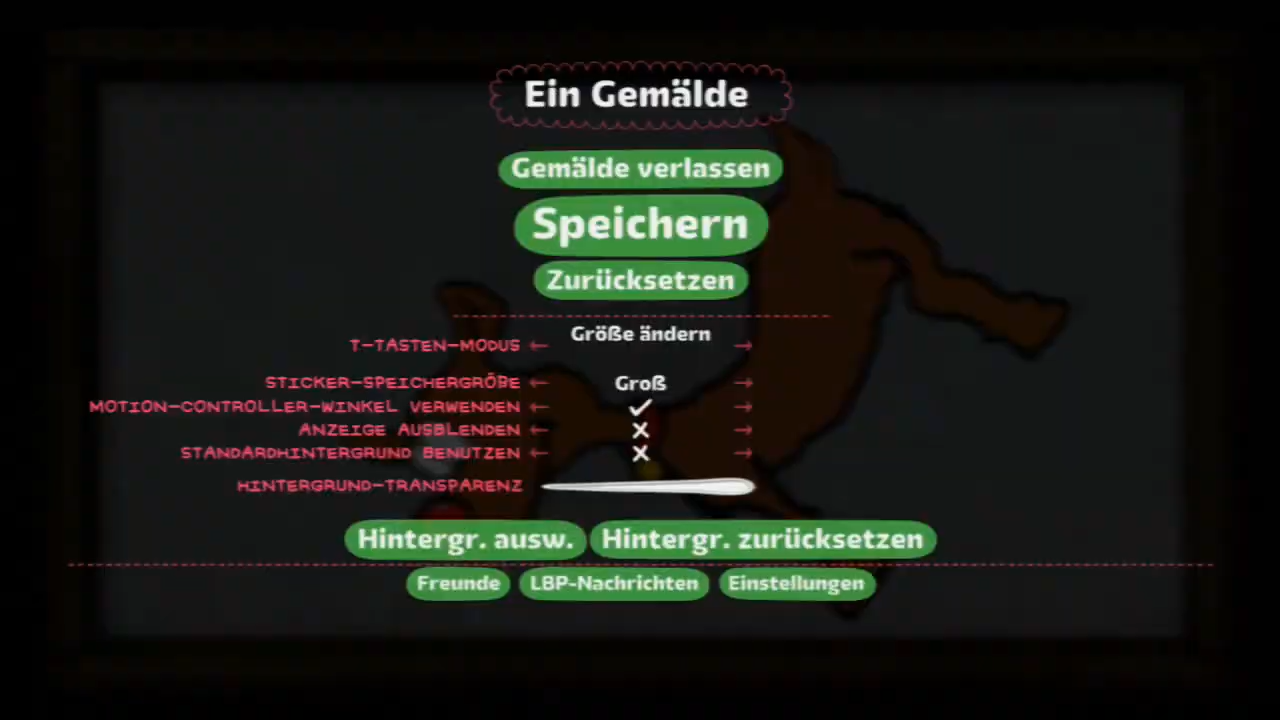 Ein Gemälde
Gemälde verlassen
Speichern
Zurücksetzen
T-TASTEN-MODUS ← Größe ändern →
STICKER-SPEICHERGRÖßE ← Groß →
MOTION-CONTROLLER-WINKEL VERWENDEN ← ✓ →
ANZEIGE AUSBLENDEN ← X →
STANDARDHINTERGRUND BENUTZEN ← X →
HINTERGRUND-TRANSPARENZ
Hintergr. ausw. Hintergr. zurücksetzen
Freunde LBP-Nachrichten Einstellungen